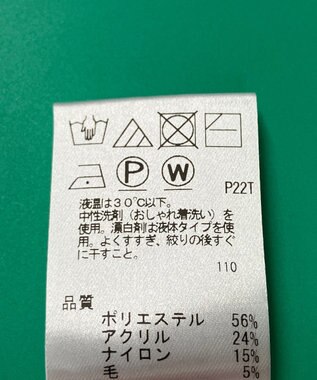 P W
P22T
液温は30℃以下。
中性洗剤（おしゃれ着洗い）を
使用。漂白剤は液体タイプを使
用。よくすすぎ、絞りの後すぐ
に干すこと。
110
品質
ポリエステル 56%
アクリル 24%
ナイロン 15%
毛 5%